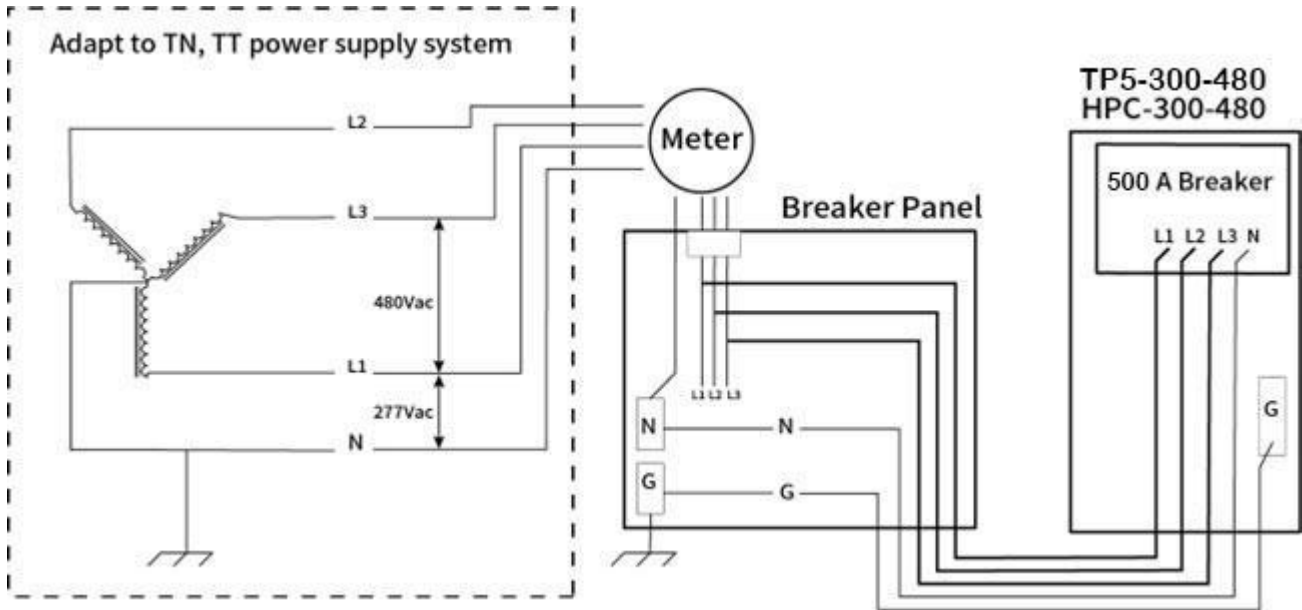 Adapt to TN, TT power supply system
L2
L3
480Vac
L1
277Vac
N
Meter
Breaker Panel
L1 L2 L3
N
N
G
G
TP5-300-480
HPC-300-480
500 A Breaker
L1 L2 L3 N
G